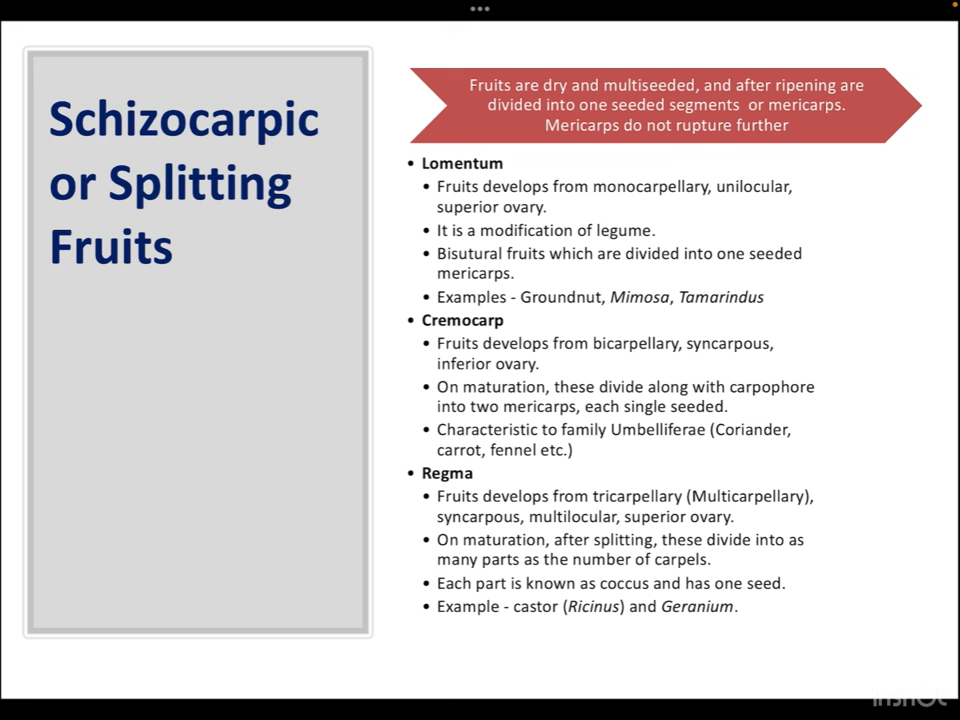 Schizocarpic
or Splitting
Fruits
Fruits are dry and multiseeded, and after ripening are
divided into one seeded segments or mericarps.
Mericarps do not rupture further
• Lomentum
• Fruits develops from monocarpellary, unilocular,
superior ovary.
• It is a modification of legume.
• Bisutural fruits which are divided into one seeded
mericarps.
• Examples - Groundnut, Mimosa, Tamarindus
• Cremocarp
• Fruits develops from bicarpellary, syncarpous,
inferior ovary.
• On maturation, these divide along with carpophore
into two mericarps, each single seeded.
• Characteristic to family Umbelliferae (Coriander,
carrot, fennel etc.)
• Regma
• Fruits develops from tricarpellary (Multicarpellary),
syncarpous, multilocular, superior ovary.
• On maturation, after splitting, these divide into as
many parts as the number of carpels.
• Each part is known as coccus and has one seed.
• Example - castor (Ricinus) and Geranium.